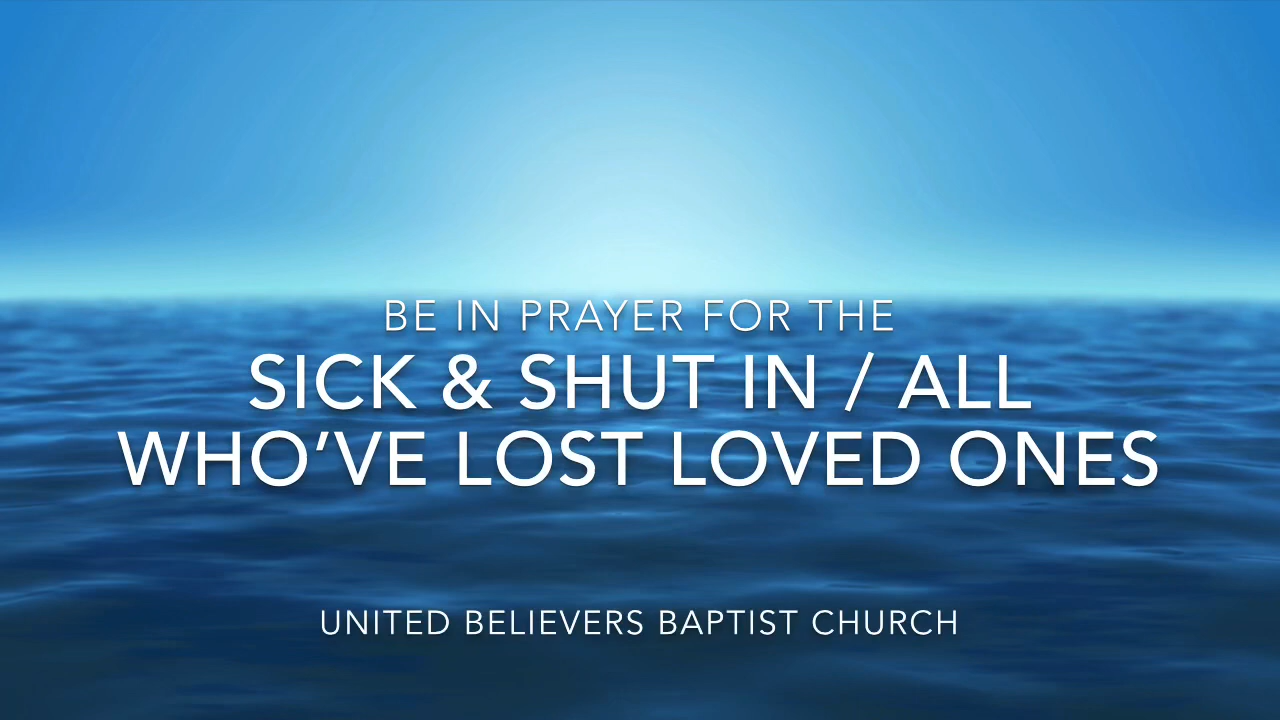 BE IN PRAYER FOR THE
SICK & SHUT IN / ALL
WHO’VE LOST LOVED ONES
UNITED BELIEVERS BAPTIST CHURCH